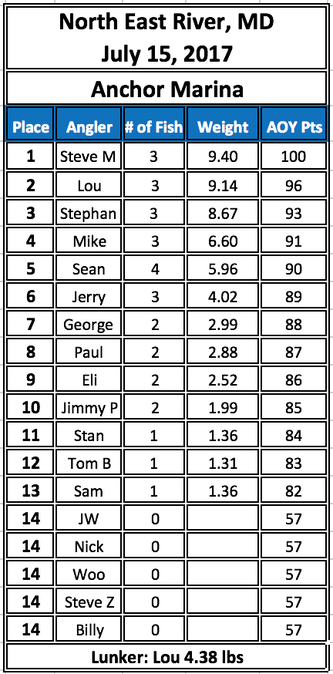 North East River, MD
July 15, 2017
Anchor Marina
Place Angler # of Fish Weight AOY Pts
1 Steve M 3 9.40 100
2 Lou 3 9.14 96
3 Stephan 3 8.67 93
4 Mike 3 6.60 91
5 Sean 4 5.96 90
6 Jerry 3 4.02 89
7 George 2 2.99 88
8 Paul 2 2.88 87
9 Eli 2 2.52 86
10 Jimmy P 2 1.99 85
11 Stan 1 1.36 84
12 Tom B 1 1.31 83
13 Sam 1 1.36 82
14 JW 0 57
14 Nick 0 57
14 Woo 0 57
14 Steve Z 0 57
14 Billy 0 57
Lunker: Lou 4.38 lbs